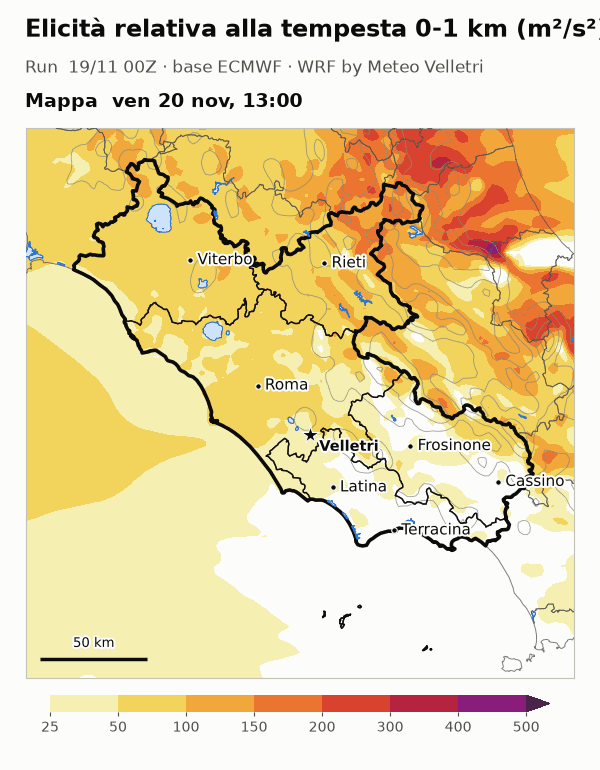 Elicità relativa alla tempesta 0-1 km (m²/s²)
Run 19/11 00Z · base ECMWF · WRF by Meteo Velletri
Mappa ven 20 nov, 13:00
Viterbo
Rieti
Roma
Velletri
Frosinone
Cassino
Latina
Terracina
50 km
25 50 100 150 200 300 400 500